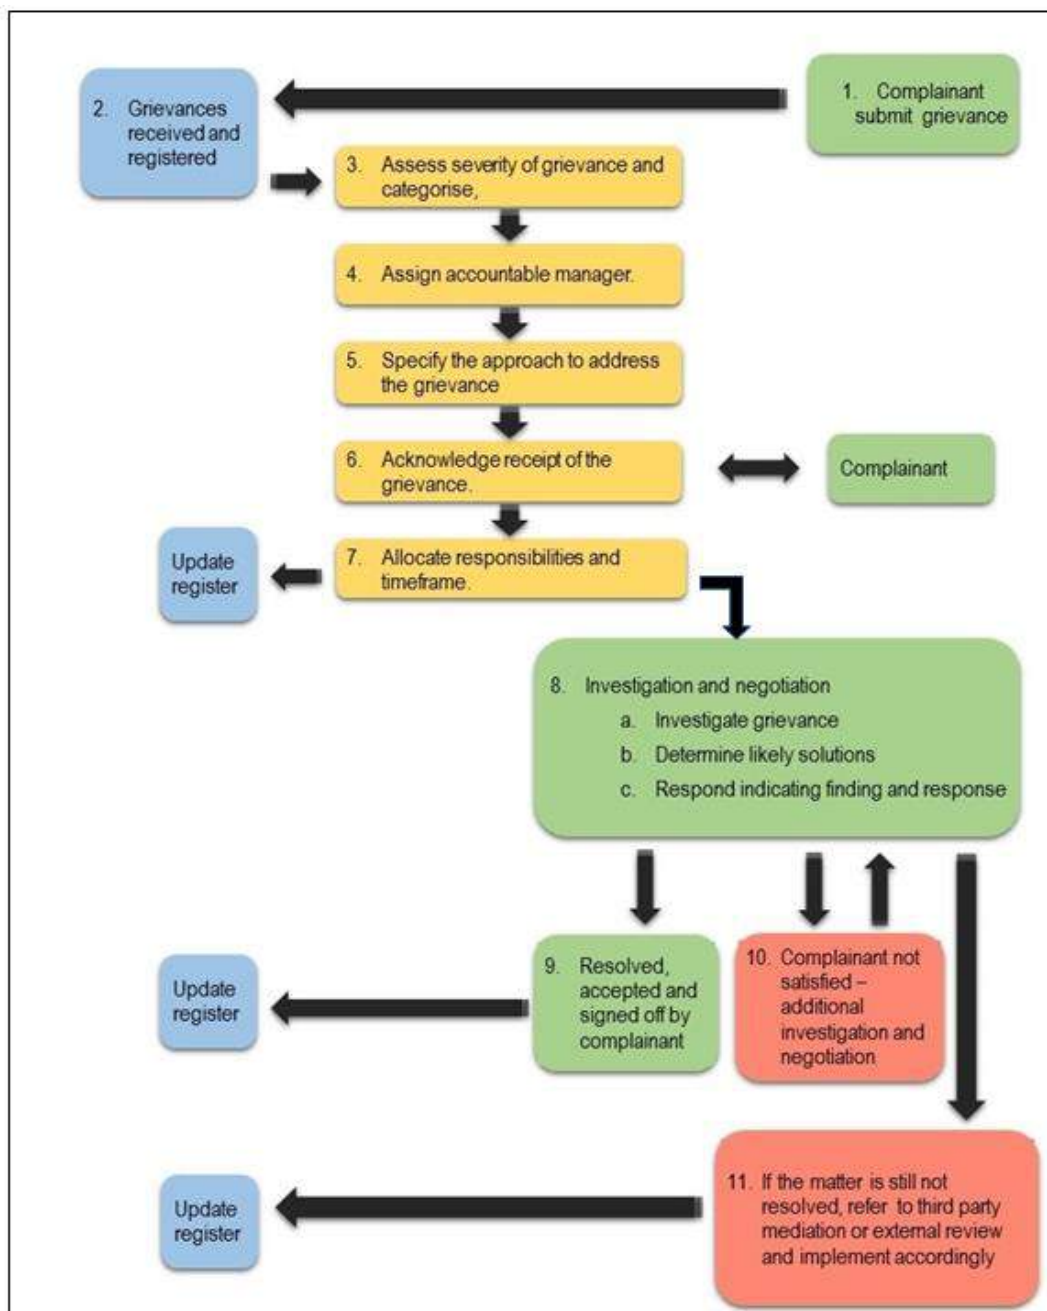 1. Complainant
submit grievance
2. Grievances
received and
registered
3. Assess severity of grievance and
categorise,
4. Assign accountable manager.
5. Specify the approach to address
the grievance
6. Acknowledge receipt of the
grievance.
Complainant
7. Allocate responsibilities and
timeframe.
Update
register
8. Investigation and negotiation
a. Investigate grievance
b. Determine likely solutions
c. Respond indicating finding and response
9. Resolved,
accepted and
signed off by
complainant
Update
register
10. Complainant not
satisfied –
additional
investigation and
negotiation
11. If the matter is still not
resolved, refer to third party
mediation or external review
and implement accordingly
Update
register